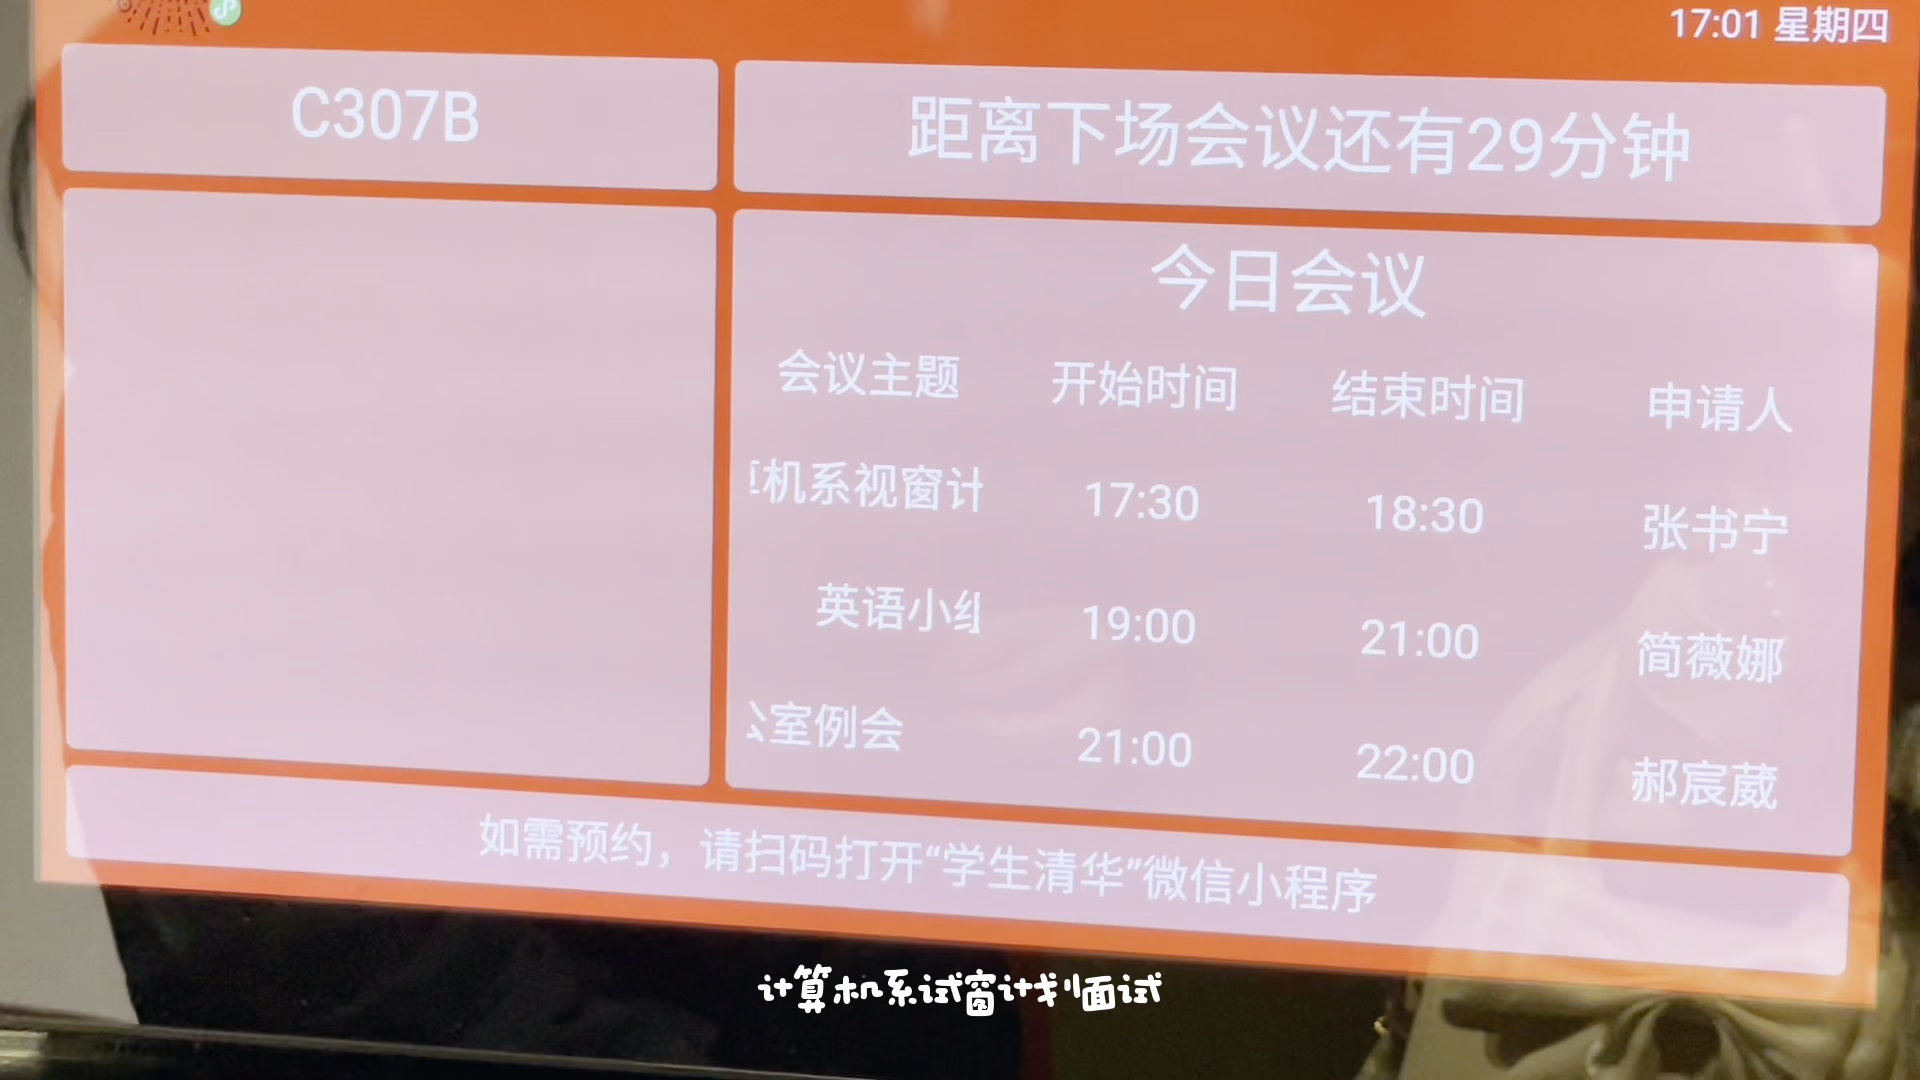 17:01 星期四
C307B
距离下场会议还有29分钟
今日会议
会议主题 开始时间 结束时间 申请人
机系视窗计 17:30 18:30 张书宁
英语小组 19:00 21:00 简薇娜
公室例会 21:00 22:00 郝宸葳
如需预约，请扫码打开“学生清华”微信小程序
计算机系试窗计划面试